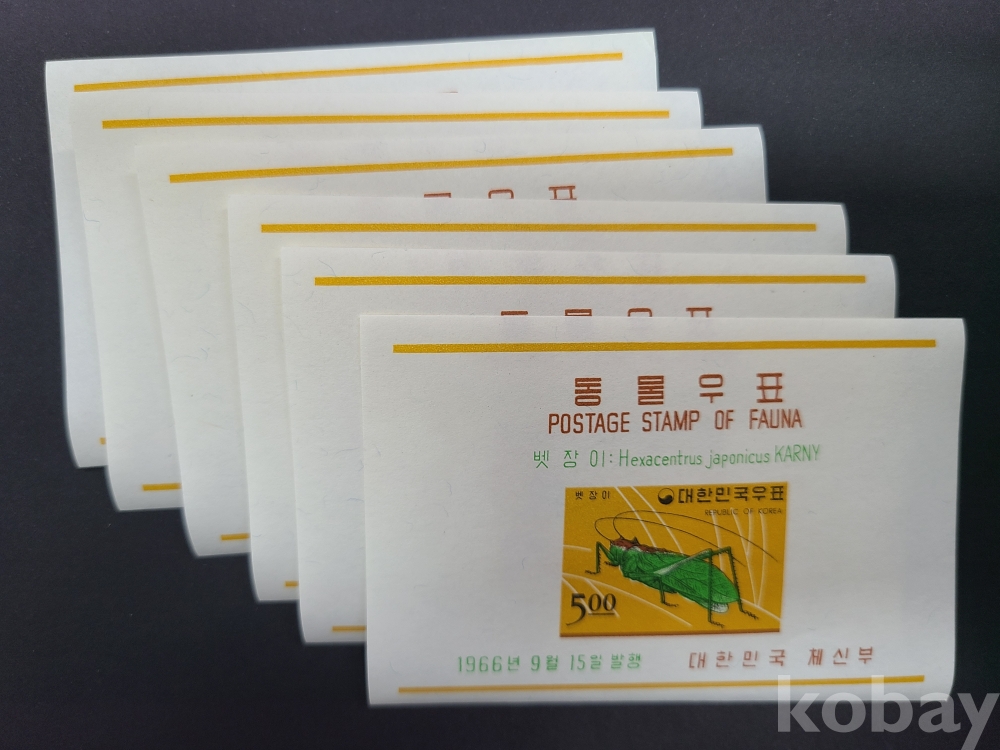 동물우표
POSTAGE STAMP OF FAUNA
벳장이: Hexacentrus japonicus KARNY
벳장이 대한민국우표
REPUBLIC OF KOREA
5.00
1966년 9월 15일 발행 대한민국 체신부
kobay